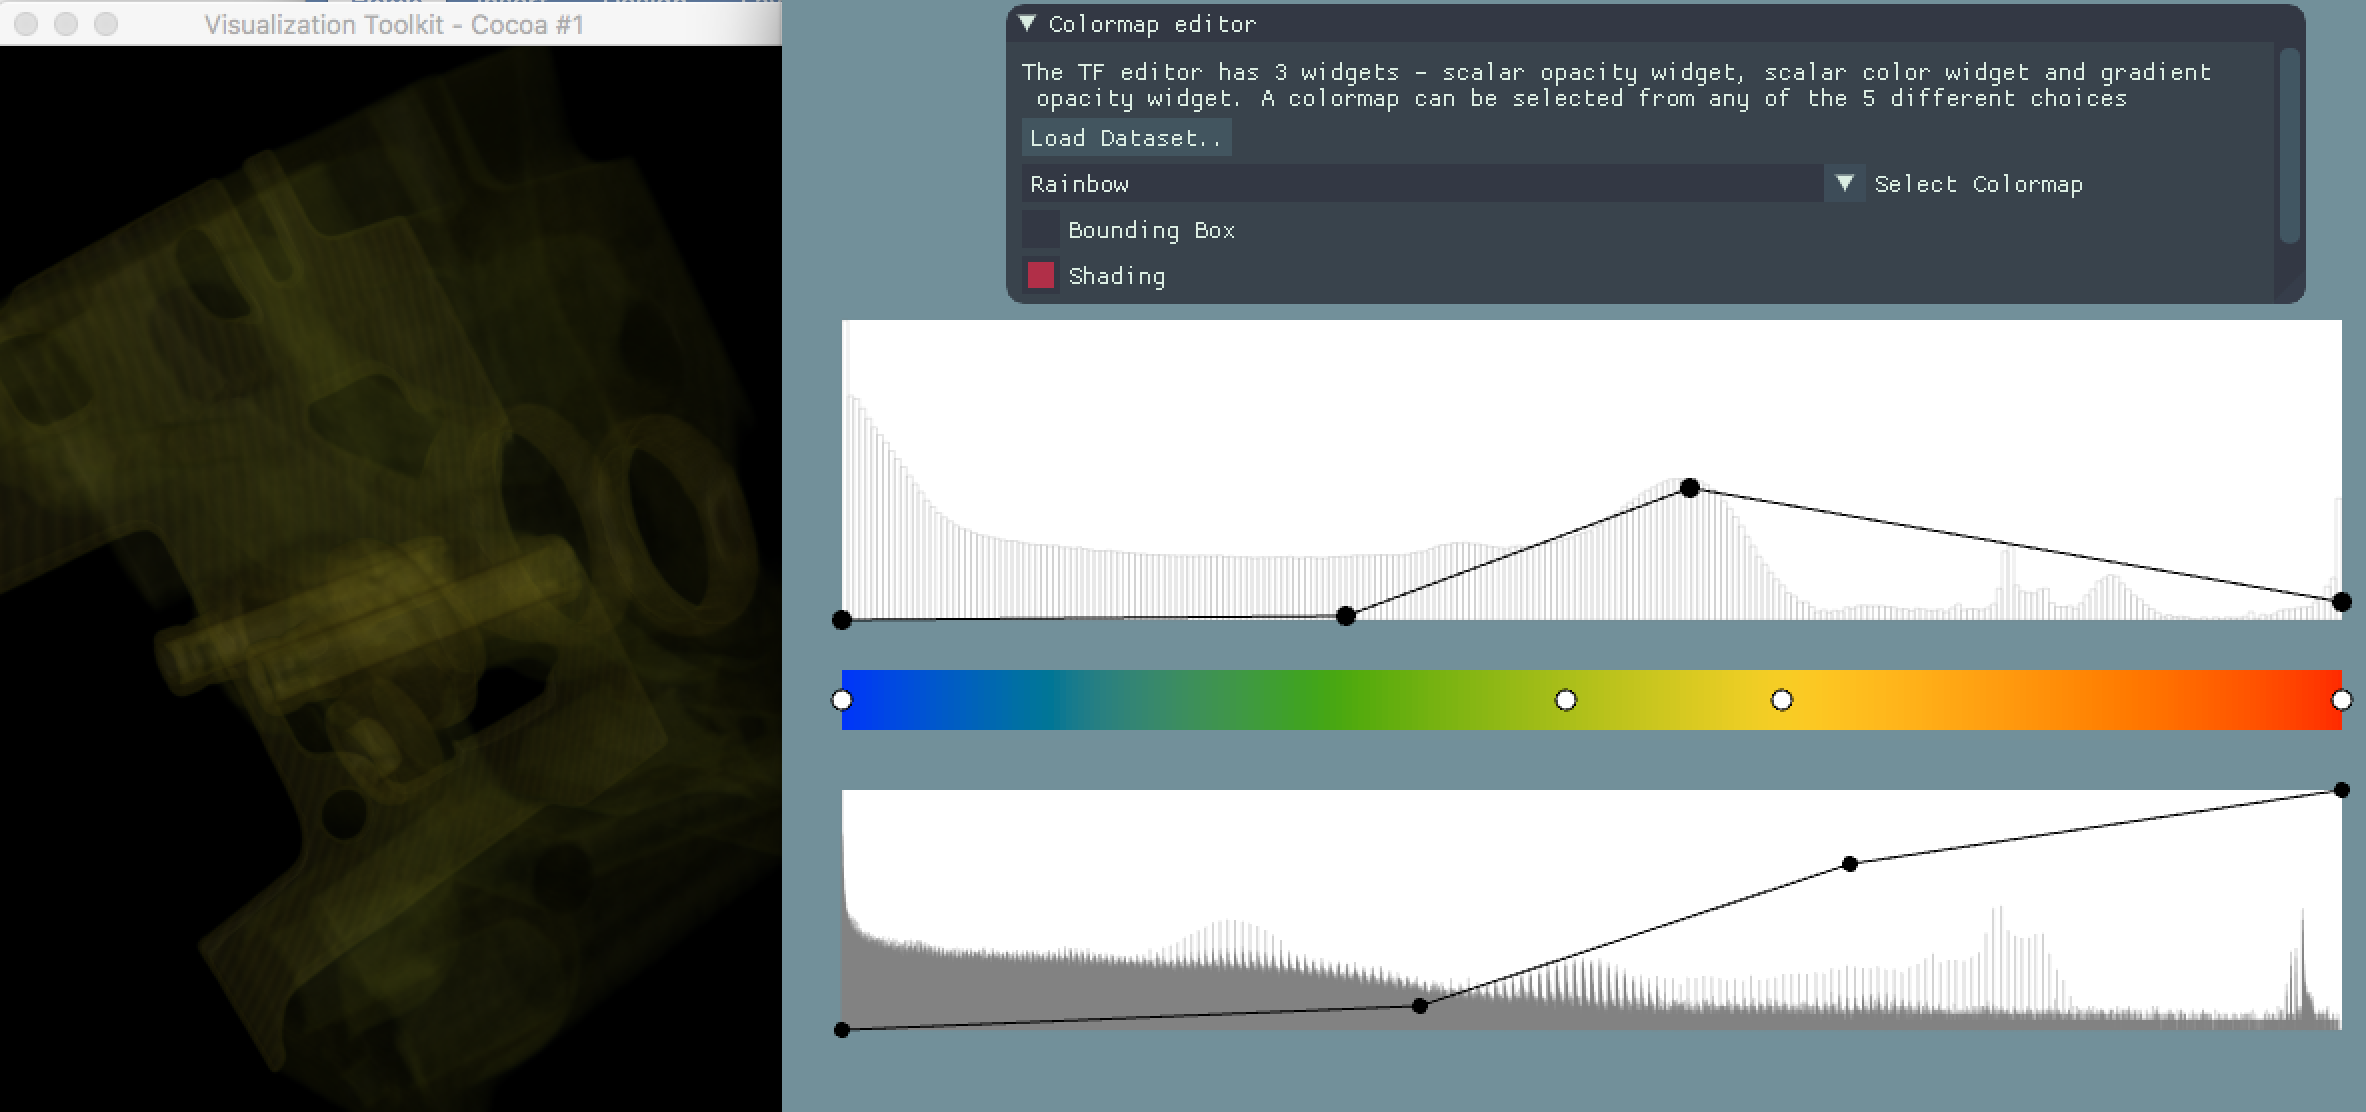 Visualization Toolkit - Cocoa #1
Colormap editor
The TF editor has 3 widgets - scalar opacity widget, scalar color widget and gradient
opacity widget. A colormap can be selected from any of the 5 different choices
Load Dataset..
Rainbow
Select Colormap
Bounding Box
Shading